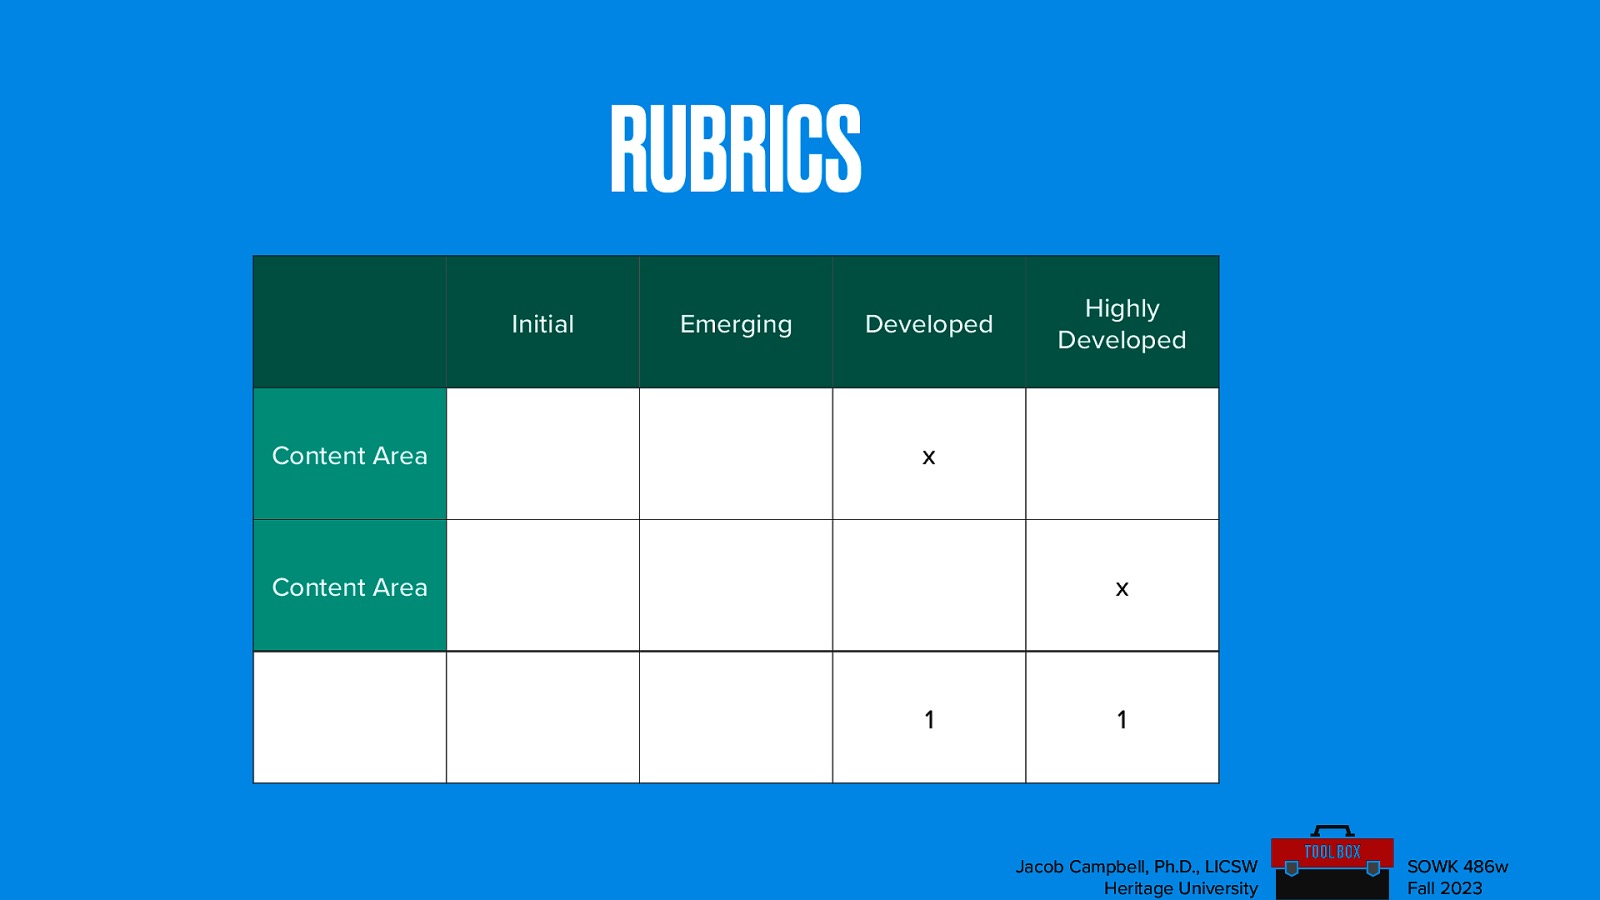 RUBRICS
Initial
Emerging
Developed
Highly
Developed
Content Area
x
Content Area
x
1
1
Jacob Campbell, Ph.D., LICSW
Heritage University
TOOL BOX
SOWK 486w
Fall 2023